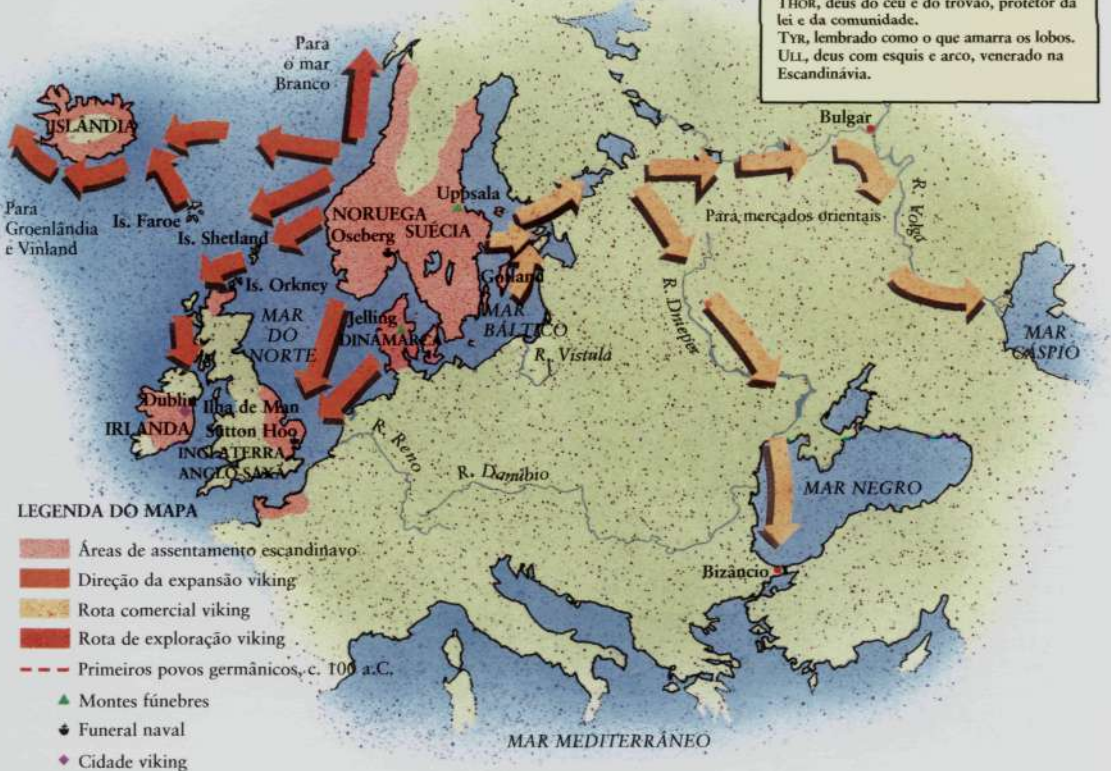 THOR, deus do céu e do trovão, protetor da
lei e da comunidade.
TYR, lembrado como o que amarra os lobos.
ULL, deus com esquis e arco, venerado na
Escandinávia.
Para
o mar
Branco
ISLÂNDIA
Bulgar
Uppsala
R. Volga
Para
Groenlândia
e Vinland
Is. Faroe
Is. Shetland
NORUEGA
Oseberg
SUÉCIA
Para mercados orientais
Is. Orkney
Gotland
MAR
DO
NORTE
Jelling
DINAMARCA
MAR
BÁLTICO
R. Dnieper
R. Vístula
MAR
CÁSPIO
Dublin
Ilha de Man
IRLANDA
Sutton Hoo
INGLATERRA
ANGLO-SAXÃ
R. Reno
R. Danúbio
MAR NEGRO
Bizâncio
LEGENDA DO MAPA
Áreas de assentamento escandinavo
Direção da expansão viking
Rota comercial viking
Rota de exploração viking
Primeiros povos germânicos, c. 100 a.C.
Montes fúnebres
Funeral naval
Cidade viking
MAR MEDITERRÂNEO